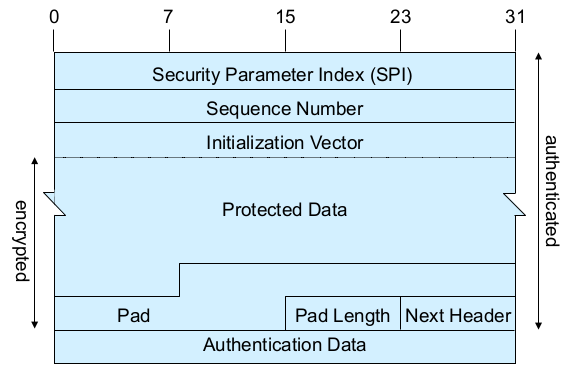 0 7 15 23 31
Security Parameter Index (SPI)
Sequence Number
Initialization Vector
Protected Data
Pad Pad Length Next Header
Authentication Data
encrypted
authenticated